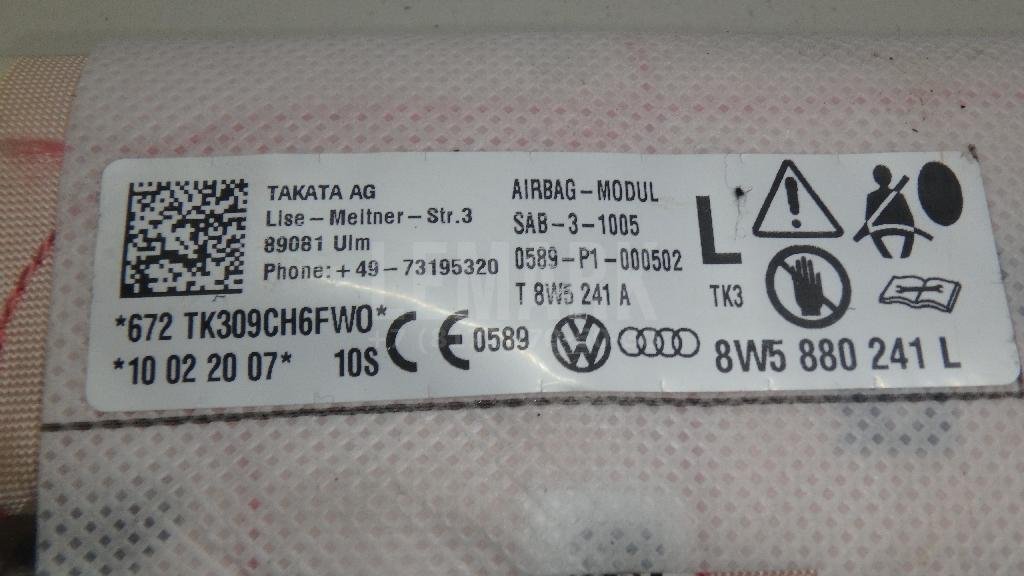 TAKATA AG
Lise-Meitner-Str.3
89081 Ulm
Phone: +49-73195320
AIRBAG-MODUL
SAB-3-1005
0589-P1-000502
T 8W5 241 A
L
TK3
*672 TK309CH6FW0*
*10 02 20 07* 10S
CE 0589
8W5 880 241 L
LEMARK